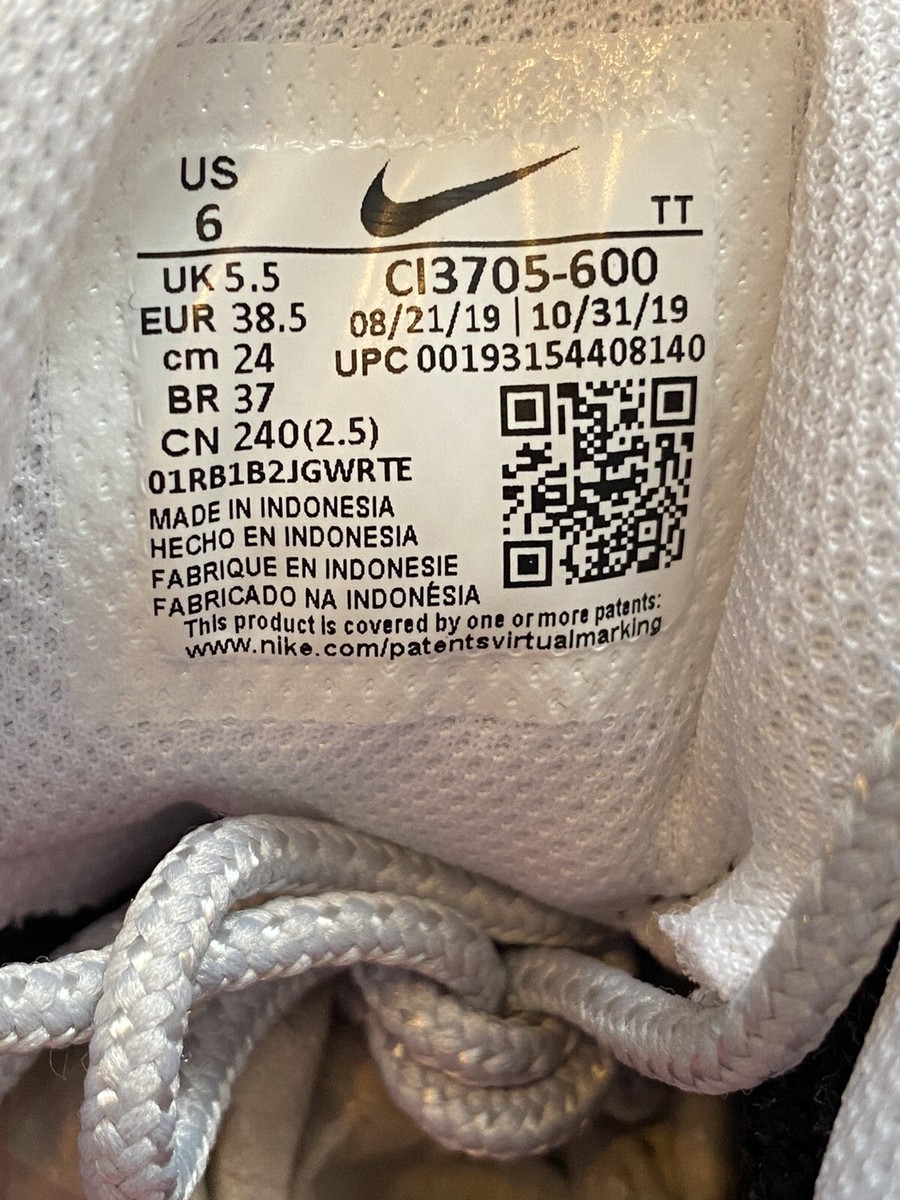 US
6
TT
UK 5.5
CI3705-600
EUR 38.5
08/21/19 | 10/31/19
cm 24
UPC 00193154408140
BR 37
CN 240(2.5)
01RB1B2JGWRTE
MADE IN INDONESIA
HECHO EN INDONESIA
FABRIQUE EN INDONESIE
FABRICADO NA INDONÉSIA
This product is covered by one or more patents:
www.nike.com/patentsvirtualmarking